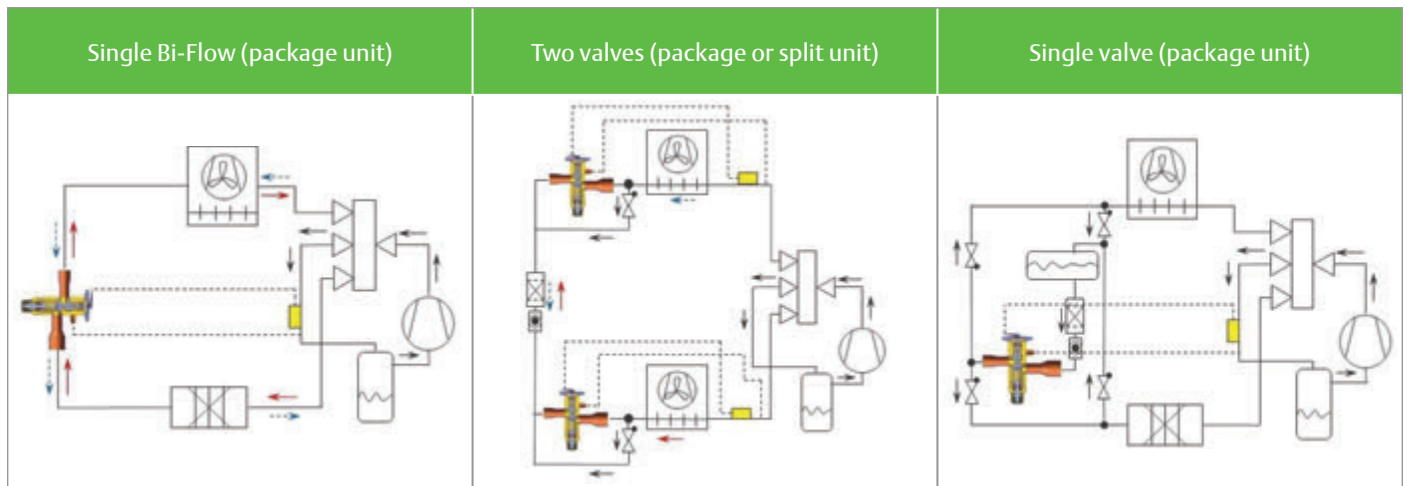 Single Bi-Flow (package unit)
Two valves (package or split unit)
Single valve (package unit)